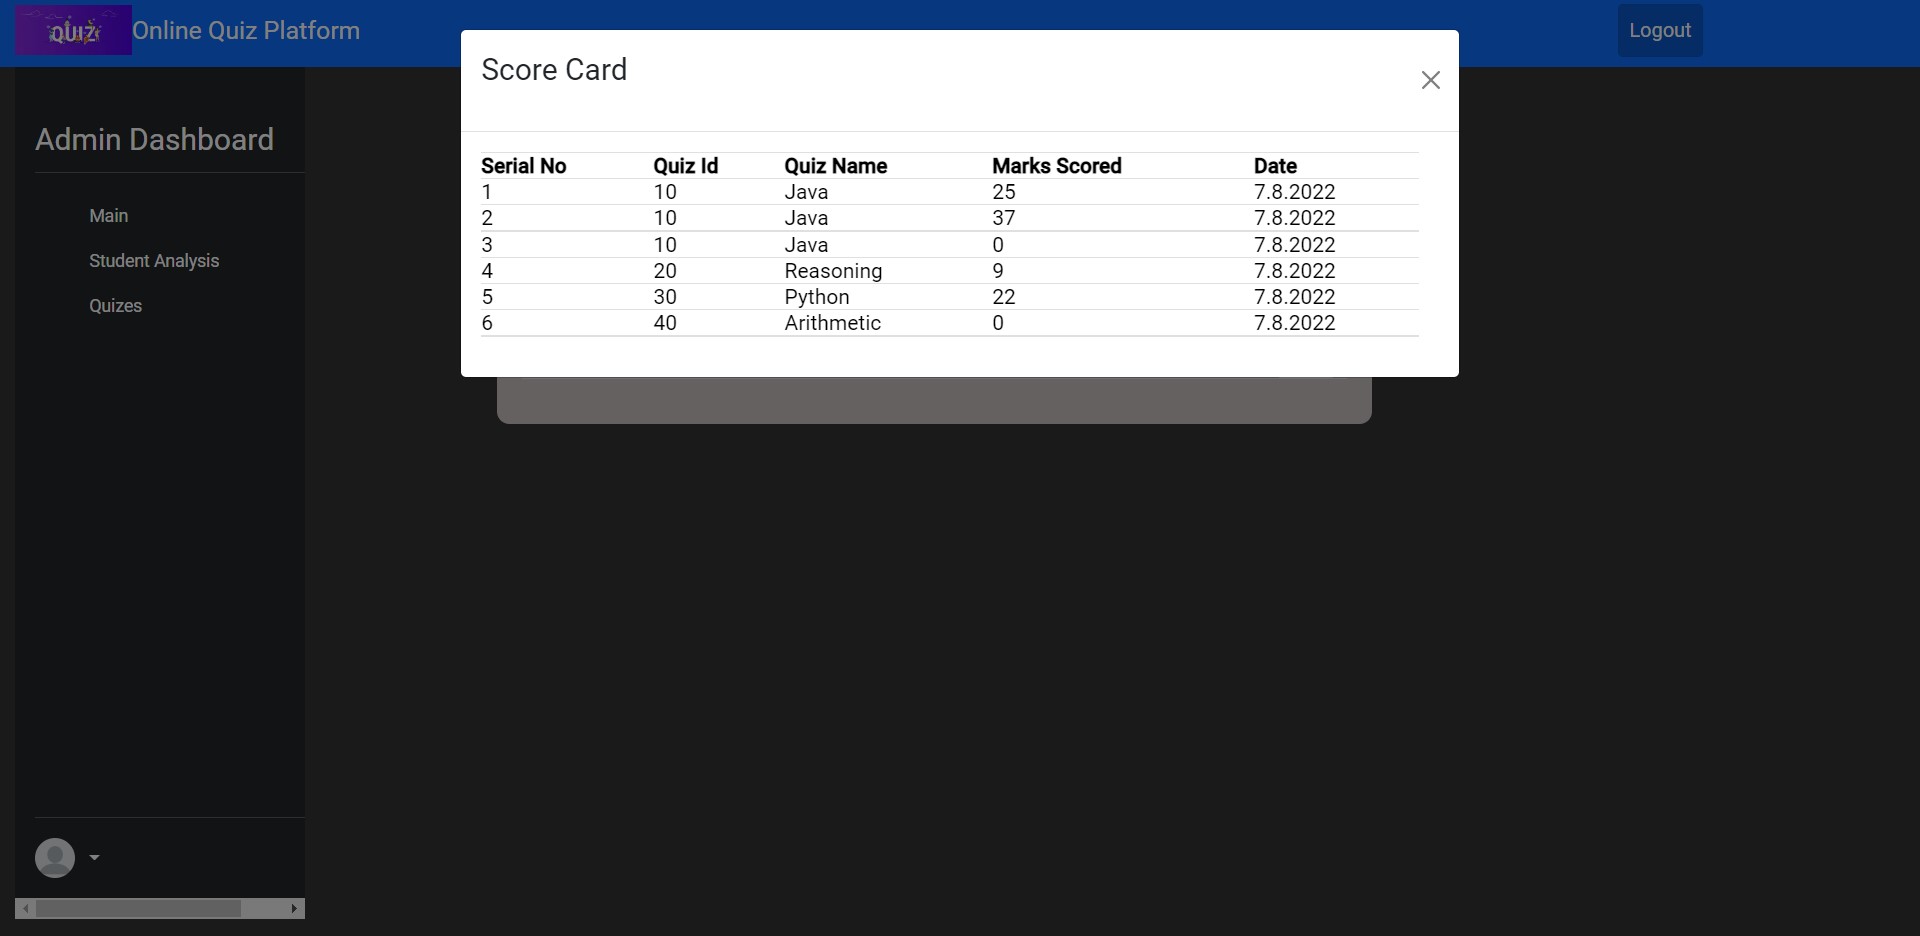 QUIZ
Online Quiz Platform
Logout
Score Card
Admin Dashboard
Main
Student Analysis
Quizes
Serial No Quiz Id Quiz Name Marks Scored Date
1 10 Java 25 7.8.2022
2 10 Java 37 7.8.2022
3 10 Java 0 7.8.2022
4 20 Reasoning 9 7.8.2022
5 30 Python 22 7.8.2022
6 40 Arithmetic 0 7.8.2022